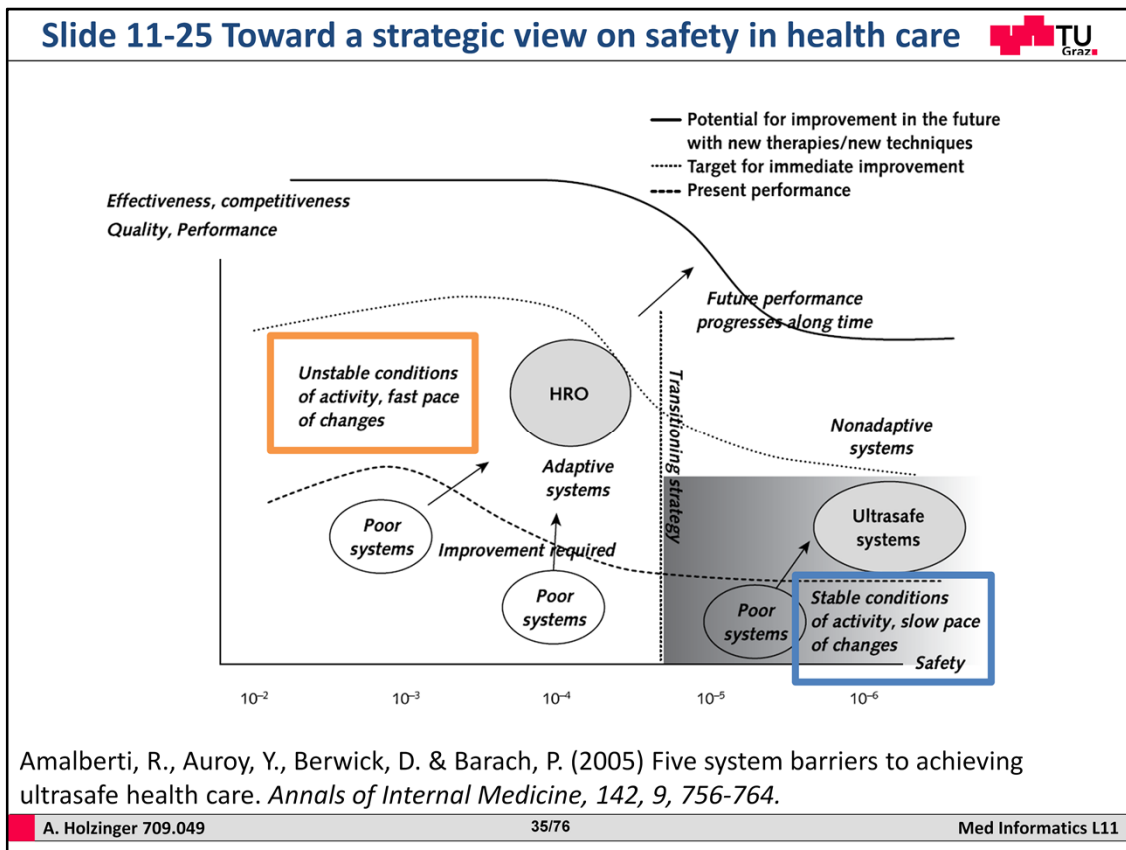 Slide 11-25 Toward a strategic view on safety in health care
TU
Graz
Potential for improvement in the future
with new therapies/new techniques
Target for immediate improvement
Present performance
Effectiveness, competitiveness
Quality, Performance
Future performance
progresses along time
Unstable conditions
of activity, fast pace
of changes
HRO
Transitioning strategy
Nonadaptive
systems
Adaptive
systems
Poor
systems
Improvement required
Ultrasafe
systems
Poor
systems
Poor
systems
Stable conditions
of activity, slow pace
of changes
Safety
10⁻² 10⁻³ 10⁻⁴ 10⁻⁵ 10⁻⁶
Amalberti, R., Auroy, Y., Berwick, D. & Barach, P. (2005) Five system barriers to achieving
ultrasafe health care. Annals of Internal Medicine, 142, 9, 756-764.
A. Holzinger 709.049 35/76 Med Informatics L11